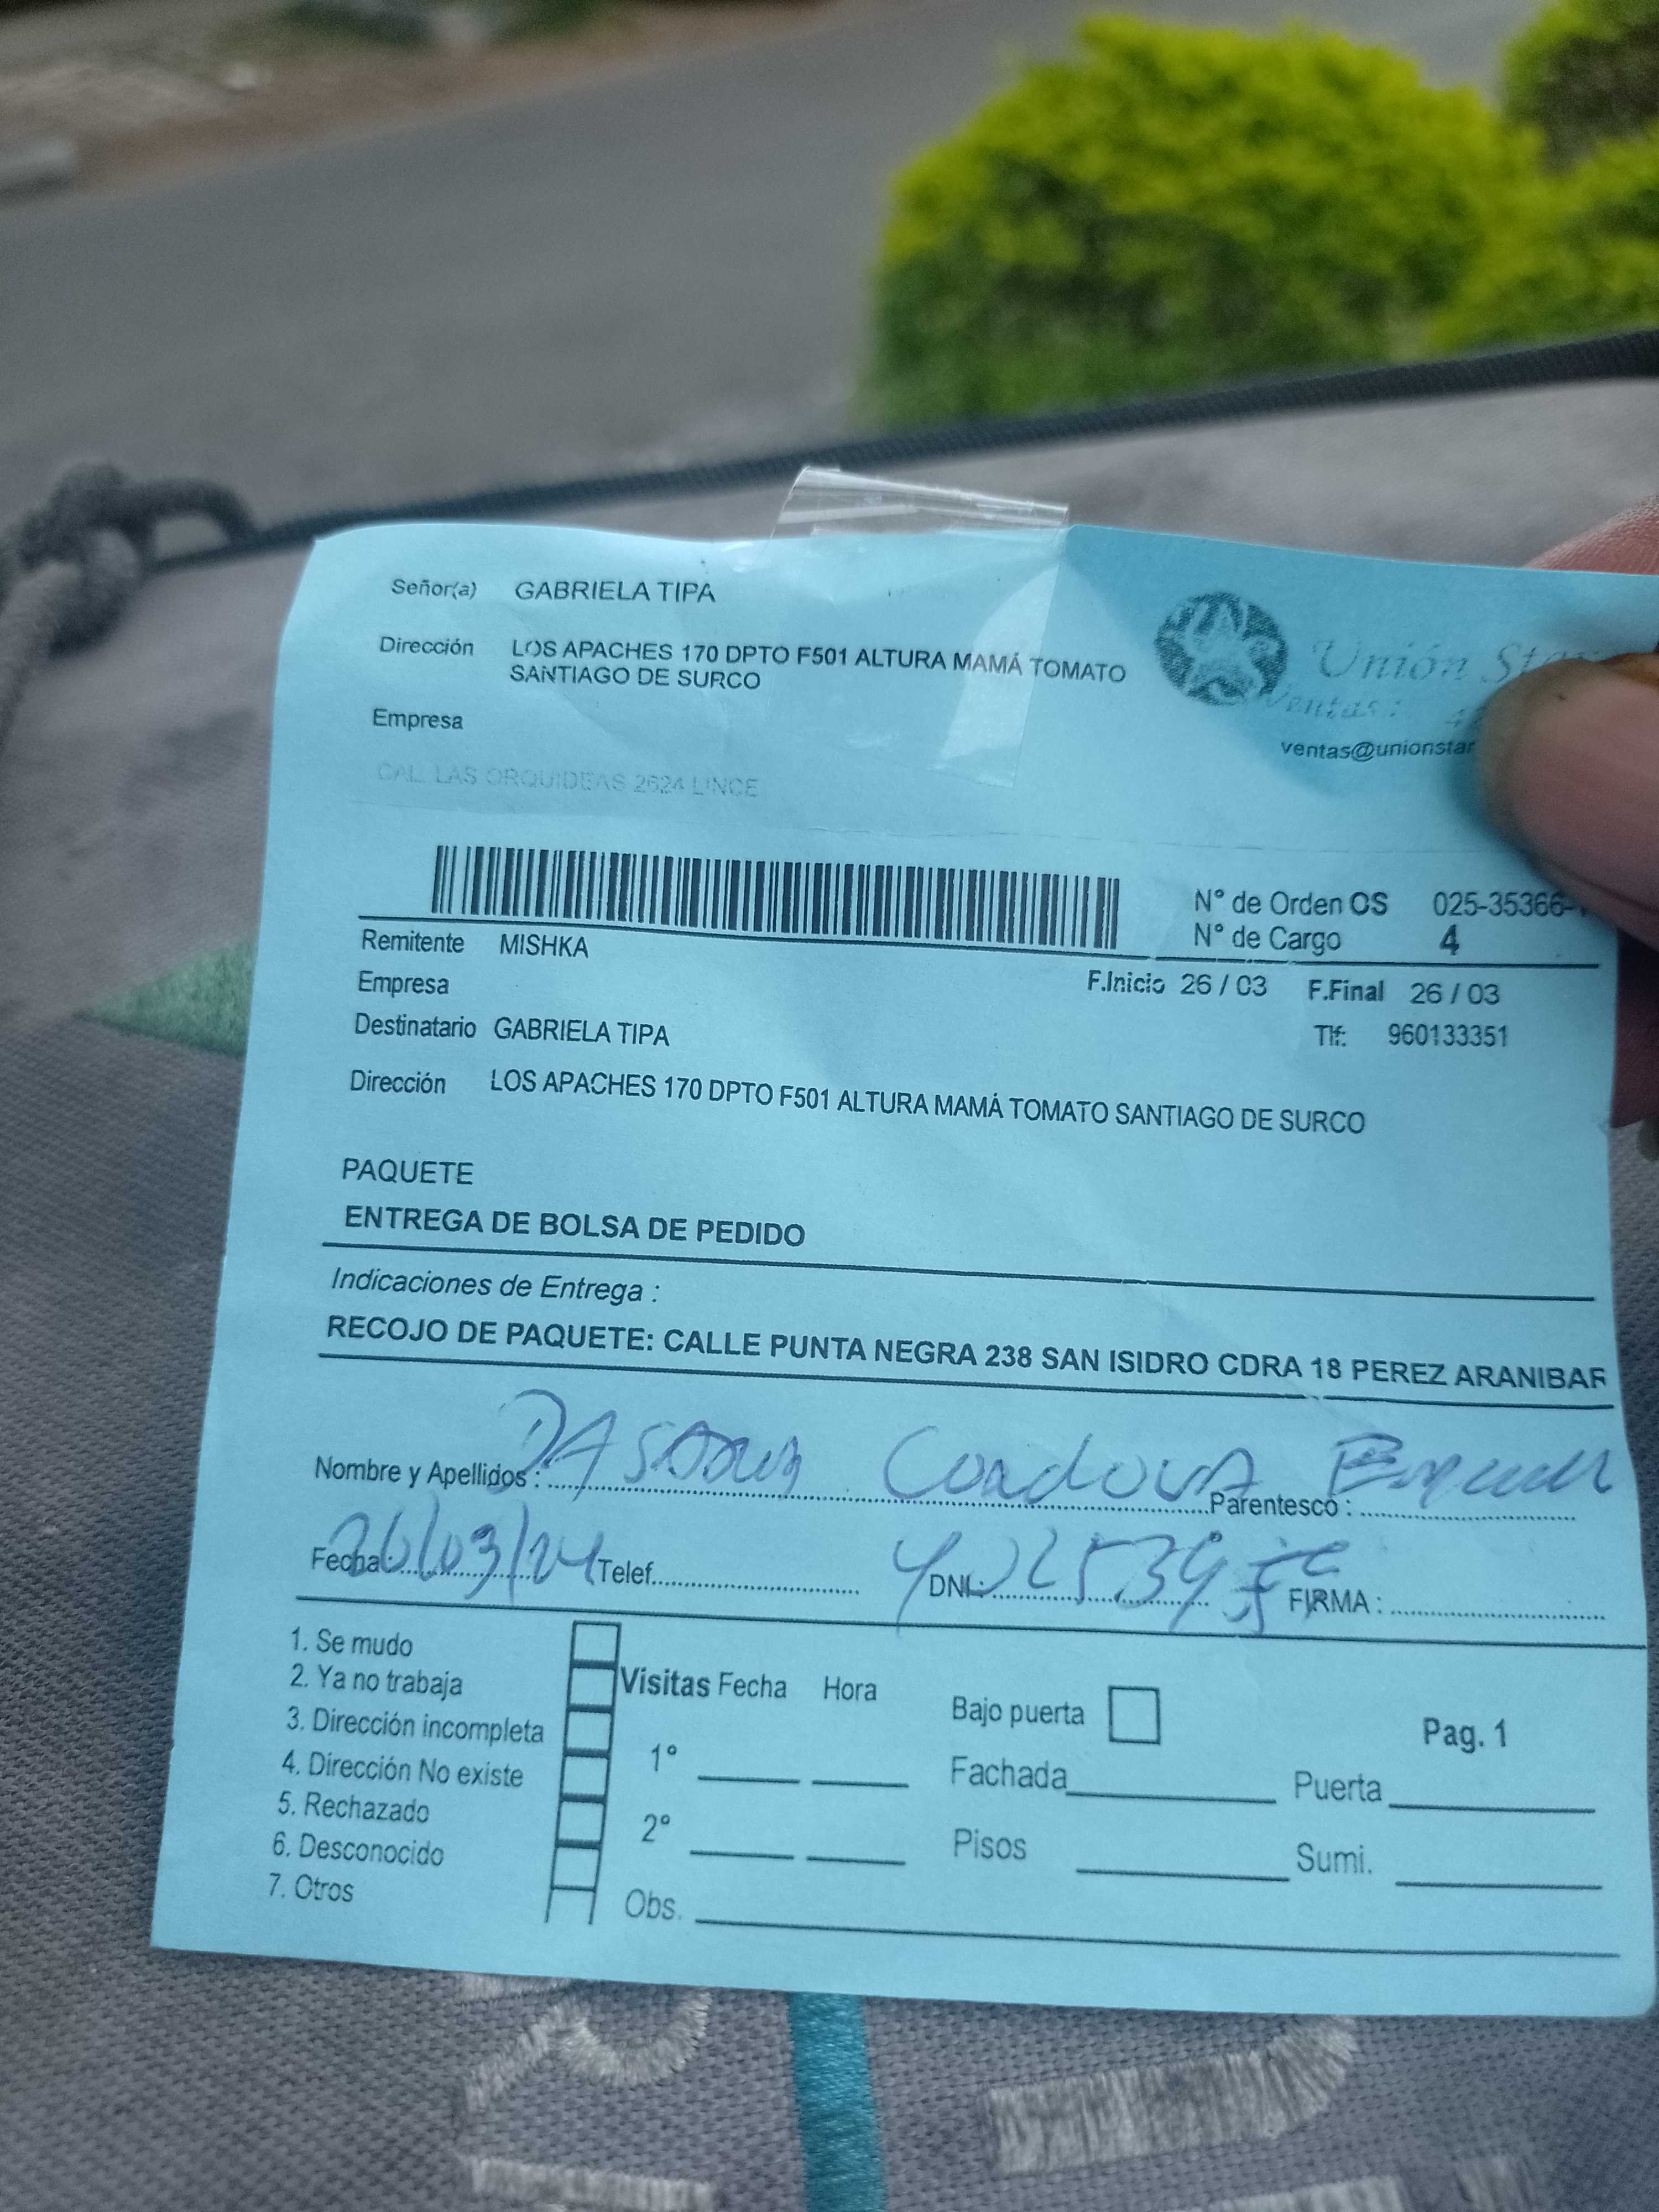 Señor(a) GABRIELA TIPA
Dirección LOS APACHES 170 DPTO F501 ALTURA MAMÁ TOMATO
SANTIAGO DE SURCO
Unión
Ventas:
ventas@unionstar
Empresa
CAL. LAS ORQUIDEAS 2624 LINCE
N° de Orden OS 025-35366-
N° de Cargo 4
Remitente MISHKA
Empresa F.Inicio 26 / 03 F.Final 26 / 03
Destinatario GABRIELA TIPA Tlf: 960133351
Dirección LOS APACHES 170 DPTO F501 ALTURA MAMÁ TOMATO SANTIAGO DE SURCO
PAQUETE
ENTREGA DE BOLSA DE PEDIDO
Indicaciones de Entrega :
RECOJO DE PAQUETE: CALLE PUNTA NEGRA 238 SAN ISIDRO CDRA 18 PEREZ ARANIBAR
Nombre y Apellidos : Cordova Parentesco :
Fecha: 26/03/24 Telef. DNI: FIRMA :
1. Se mudo
2. Ya no trabaja
3. Dirección incompleta
4. Dirección No existe
5. Rechazado
6. Desconocido
7. Otros
Visitas Fecha Hora
1°
2°
Obs.
Bajo puerta
Fachada Puerta
Pisos Sumi.
Pag. 1